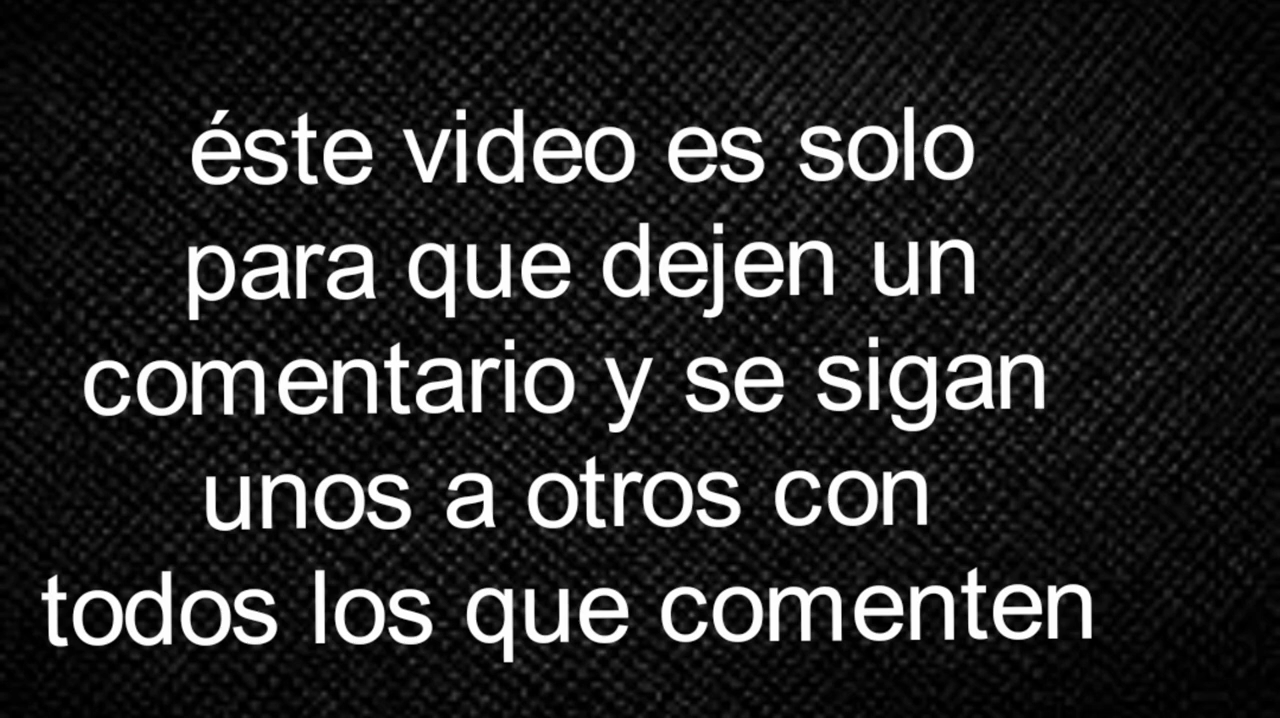 éste video es solo
para que dejen un
comentario y se sigan
unos a otros con
todos los que comenten